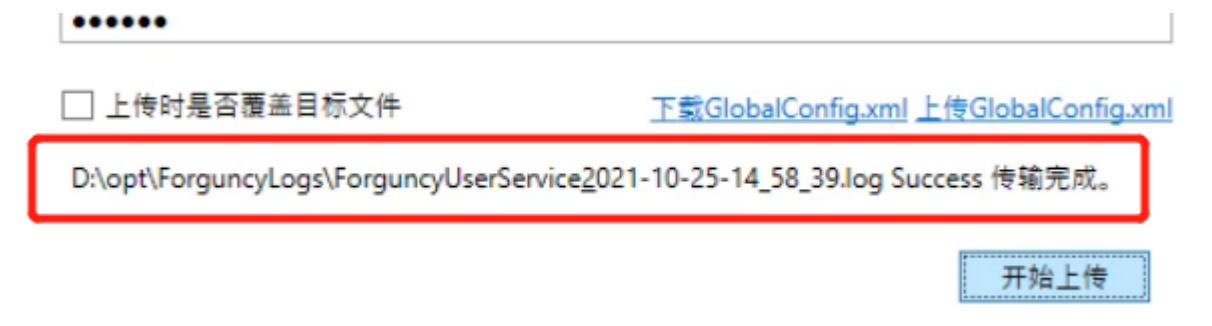 ●●●●●●
上传时是否覆盖目标文件 下载GlobalConfig.xml 上传GlobalConfig.xml
D:\opt\ForguncyLogs\ForguncyUserService2021-10-25-14_58_39.log Success 传输完成。
开始上传